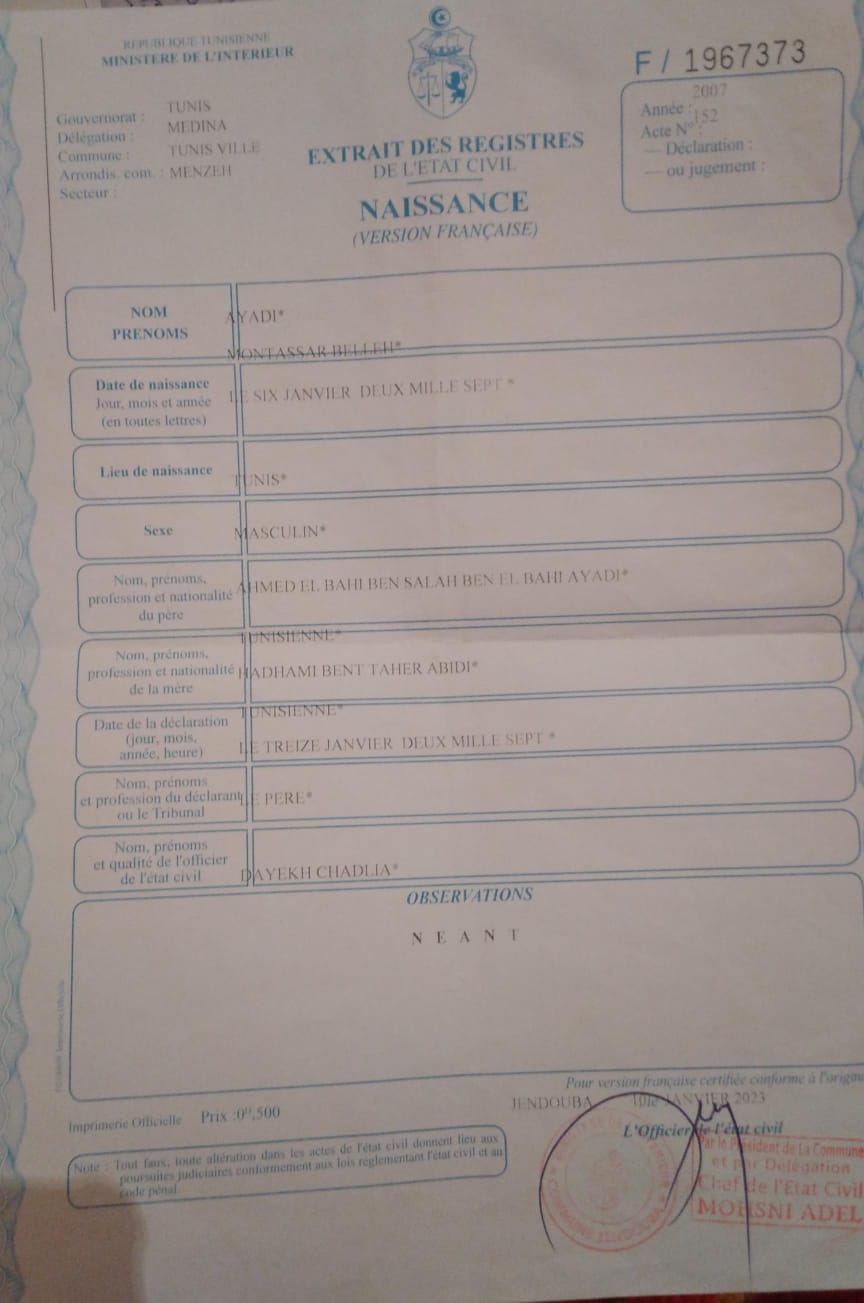 REPUBLIQUE TUNISIENNE
MINISTERE DE L'INTERIEUR
F / 1967373
Gouvernorat : TUNIS
Délégation : MEDINA
Commune : TUNIS VILLE
Arrondis. com. : MENZEH
Secteur :
EXTRAIT DES REGISTRES
DE L'ETAT CIVIL
NAISSANCE
(VERSION FRANÇAISE)
2007
Année :
152
Acte N° :
— Déclaration :
— ou jugement :
NOM
PRENOMS
AYADI*
MONTASSAR BELLEH*
Date de naissance
Jour, mois et année
(en toutes lettres)
LE SIX JANVIER DEUX MILLE SEPT *
Lieu de naissance
TUNIS*
Sexe
MASCULIN*
Nom, prénoms,
profession et nationalité
du père
AHMED EL BAHI BEN SALAH BEN EL BAHI AYADI*
TUNISIENNE*
Nom, prénoms,
profession et nationalité
de la mère
HADHAMI BENT TAHER ABIDI*
TUNISIENNE*
Date de la déclaration
(jour, mois,
année, heure)
LE TREIZE JANVIER DEUX MILLE SEPT *
Nom, prénoms
et profession du déclarant
ou le Tribunal
LE PERE*
Nom, prénoms
et qualité de l'officier
de l'état civil
DAYEKH CHADLIA*
OBSERVATIONS
N E A N T
Pour version française certifiée conforme à l'origine
JENDOUBA JANVIER 2023
L'Officier de l'état civil
Imprimerie Officielle Prix :0ᴰ,500
Note : Tout faux, toute altération dans les actes de l'état civil donnent lieu aux
poursuites judiciaires conformement aux lois réglementant l'état civil et au
code pénal.
Par le Président de La Commune
et par Délégation
Chef de l'Etat Civil
MOHSNI ADEL